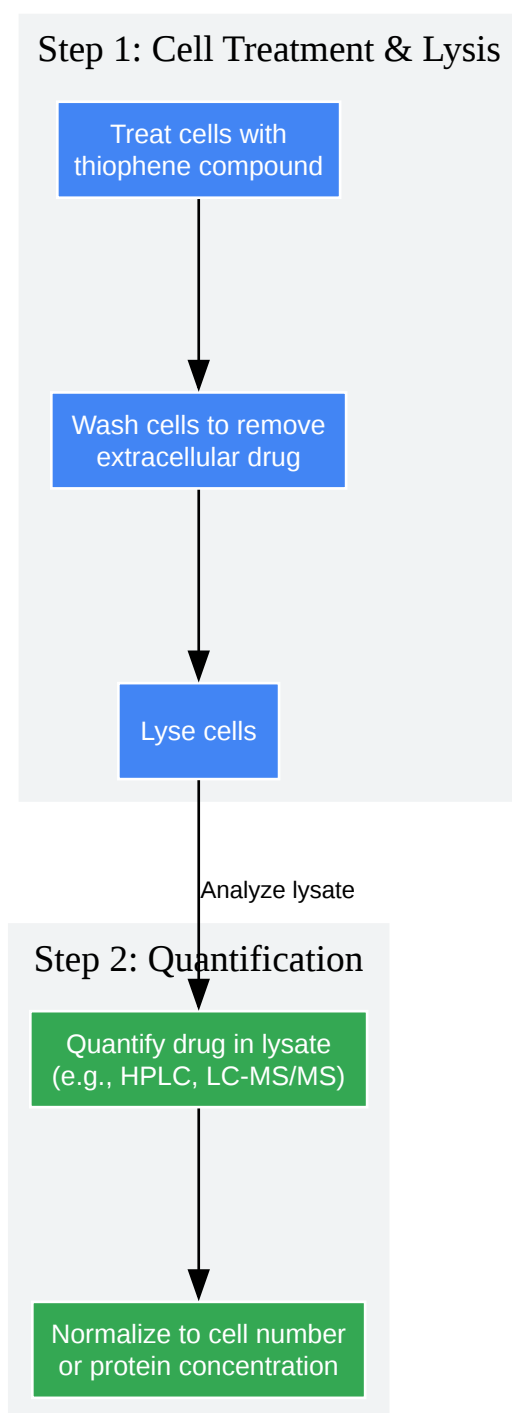 Step 1: Cell Treatment & Lysis
Treat cells with
thiophene compound
Wash cells to remove
extracellular drug
Lyse cells
Analyze lysate
Step 2: Quantification
Quantify drug in lysate
(e.g., HPLC, LC-MS/MS)
Normalize to cell number
or protein concentration